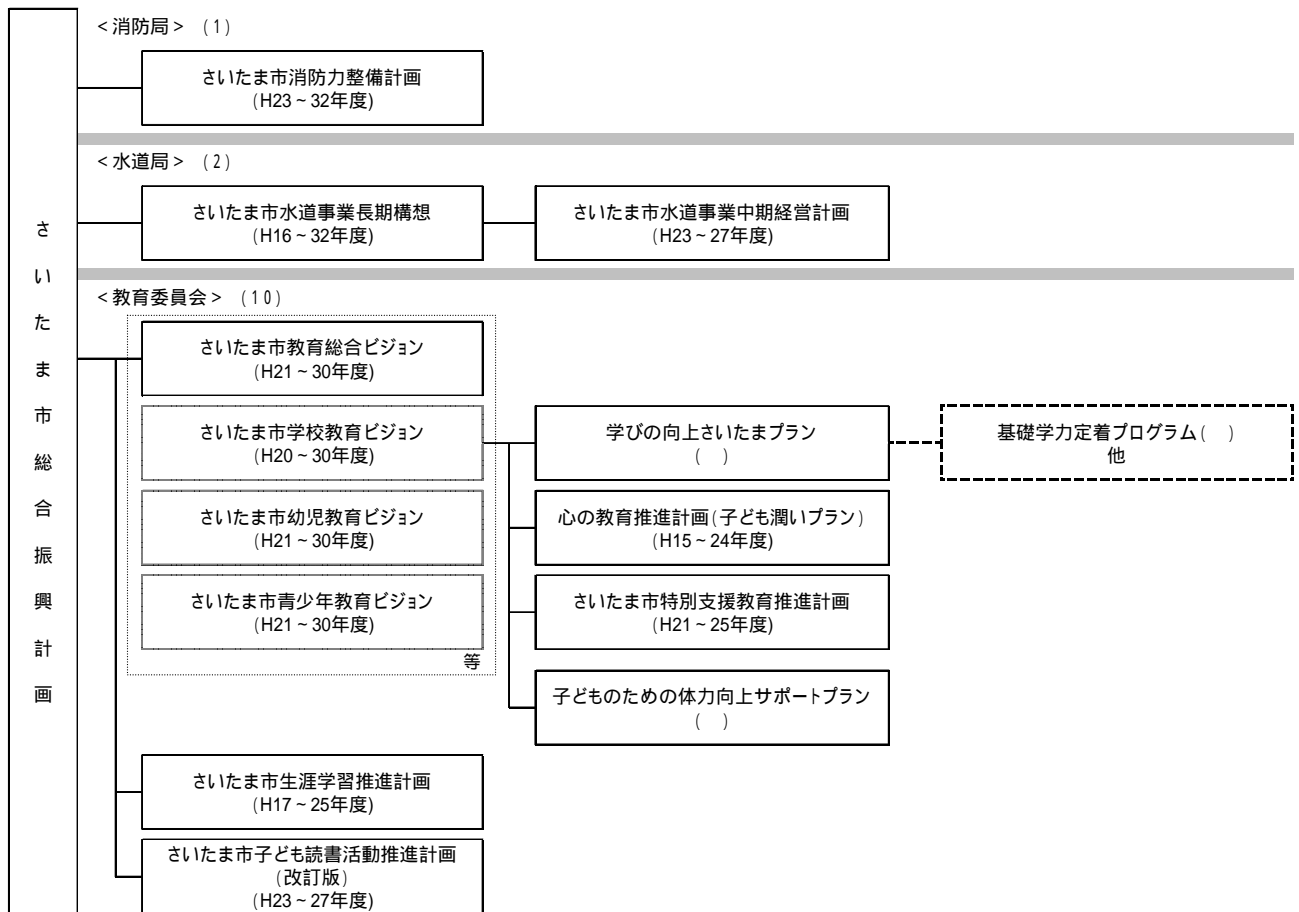 さいたま市総合振興計画
<消防局> (1)
さいたま市消防力整備計画
(H23~32年度)
<水道局> (2)
さいたま市水道事業長期構想
(H16~32年度)
さいたま市水道事業中期経営計画
(H23~27年度)
<教育委員会> (10)
さいたま市教育総合ビジョン
(H21~30年度)
さいたま市学校教育ビジョン
(H20~30年度)
さいたま市幼児教育ビジョン
(H21~30年度)
さいたま市青少年教育ビジョン
(H21~30年度)
等
学びの向上さいたまプラン
( )
基礎学力定着プログラム( )
他
心の教育推進計画(子ども潤いプラン)
(H15~24年度)
さいたま市特別支援教育推進計画
(H21~25年度)
子どものための体力向上サポートプラン
( )
さいたま市生涯学習推進計画
(H17~25年度)
さいたま市子ども読書活動推進計画
(改訂版)
(H23~27年度)